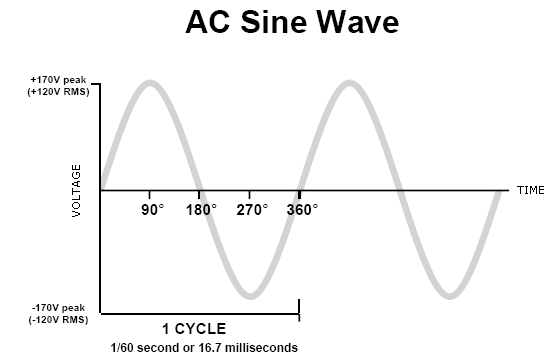 AC Sine Wave
+170V peak
(+120V RMS)
VOLTAGE
TIME
90° 180° 270° 360°
-170V peak
(-120V RMS)
1 CYCLE
1/60 second or 16.7 milliseconds